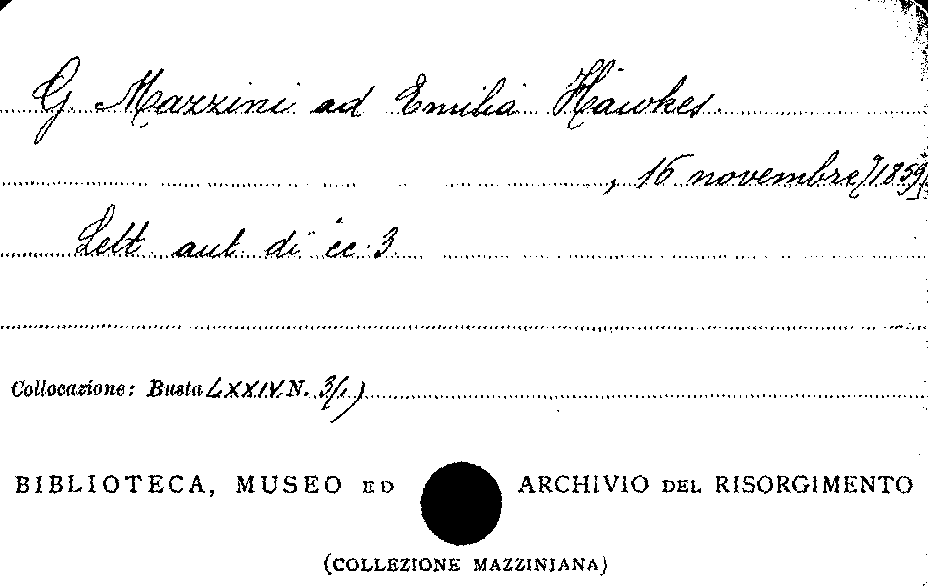 G. Mazzini ad Emilia Hawkes.
, 16 novembre [1859]
Lett. aut. di cc. 3
Collocazione: Busta LXXIV N. 3(1)
BIBLIOTECA, MUSEO ED ARCHIVIO DEL RISORGIMENTO
(COLLEZIONE MAZZINIANA)